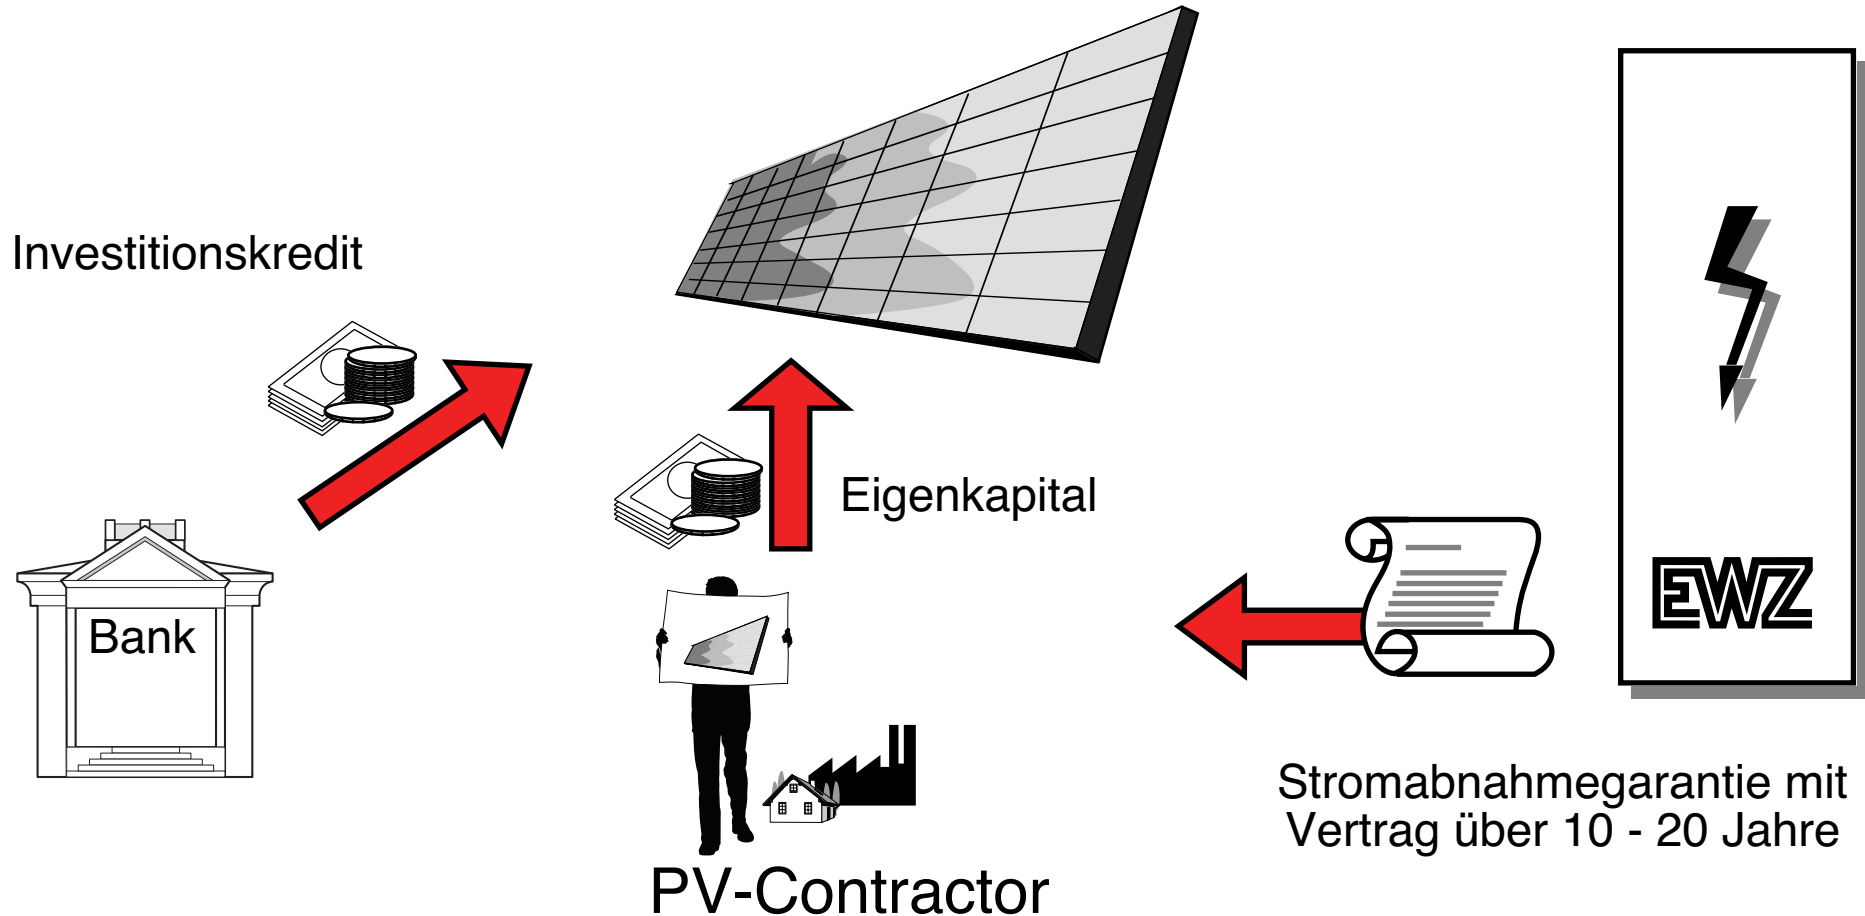 Investitionskredit
Eigenkapital
Bank
EWZ
Stromabnahmegarantie mit
Vertrag über 10 - 20 Jahre
PV-Contractor